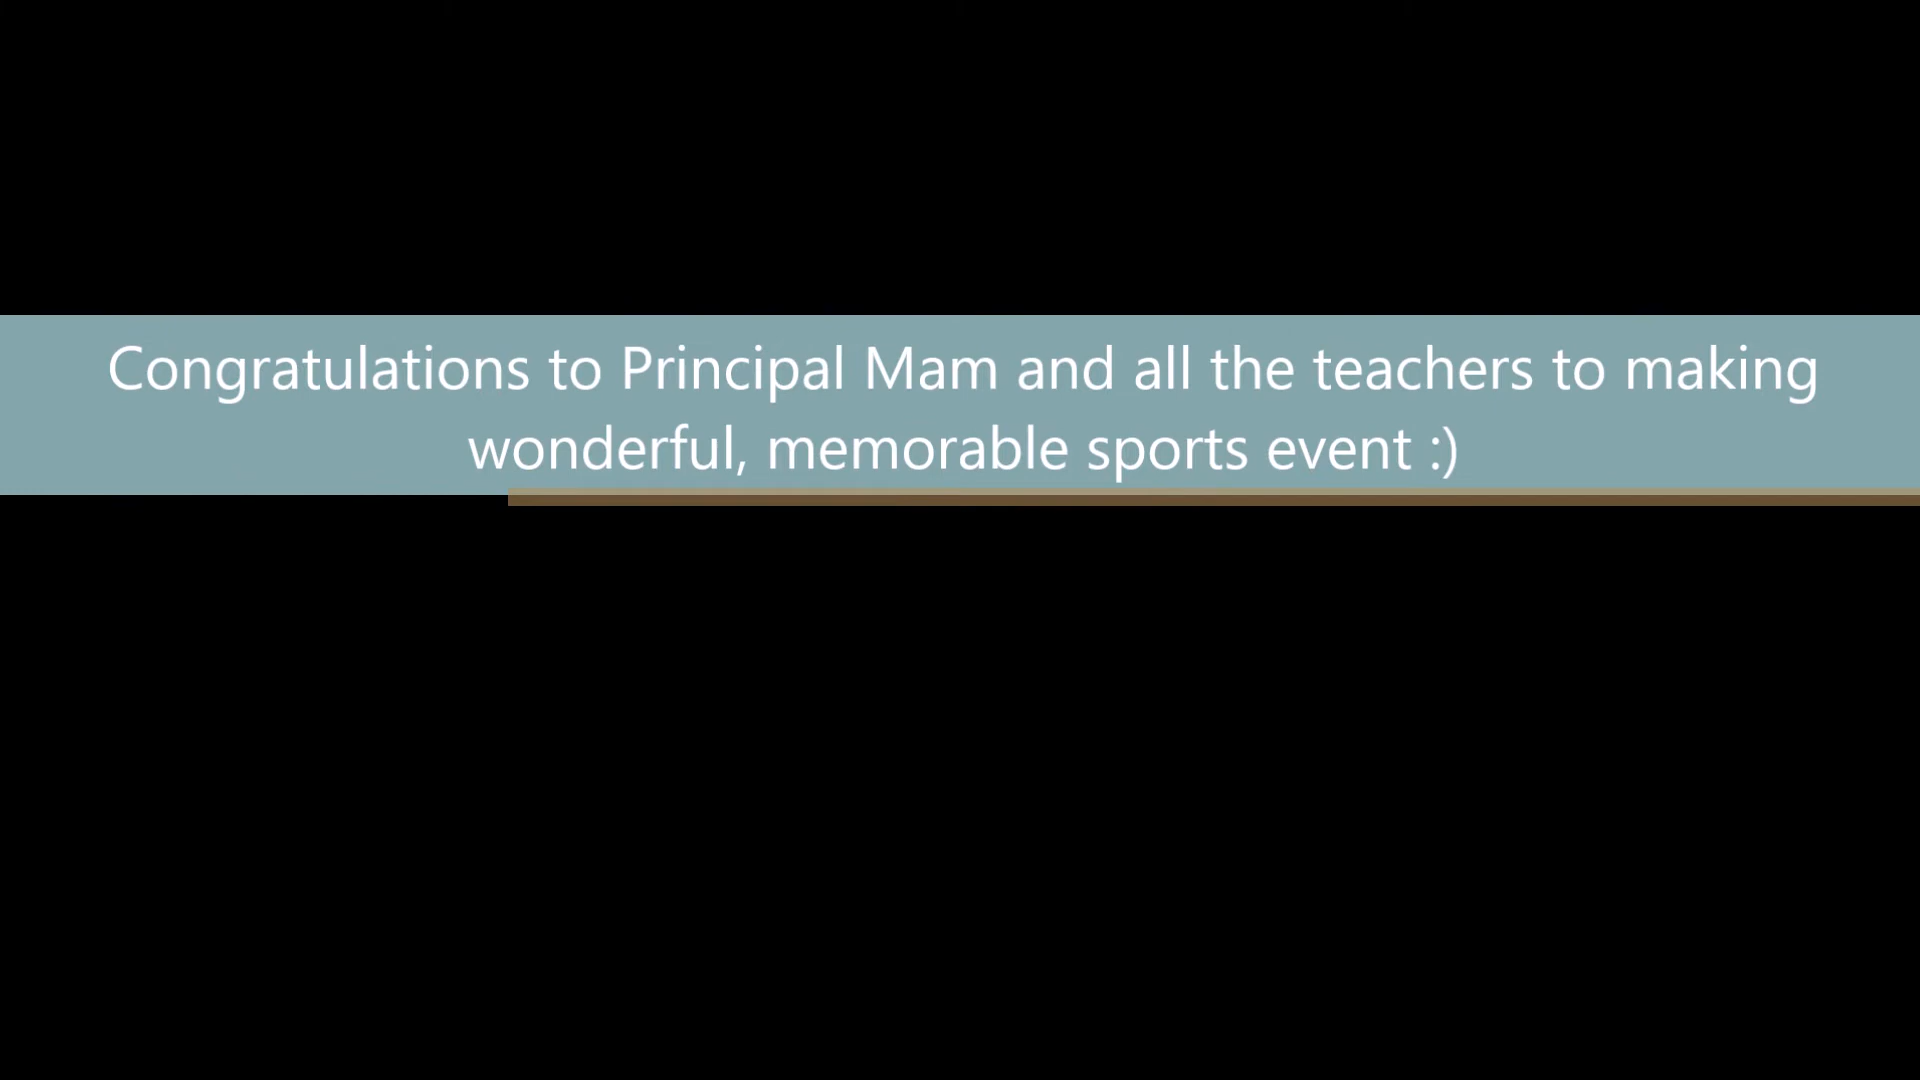 Congratulations to Principal Mam and all the teachers to making
wonderful, memorable sports event :)